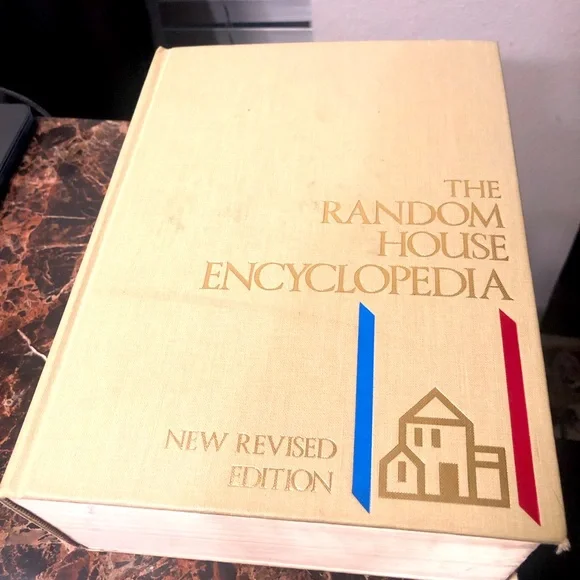 THE
RANDOM
HOUSE
ENCYCLOPEDIA
NEW REVISED
EDITION